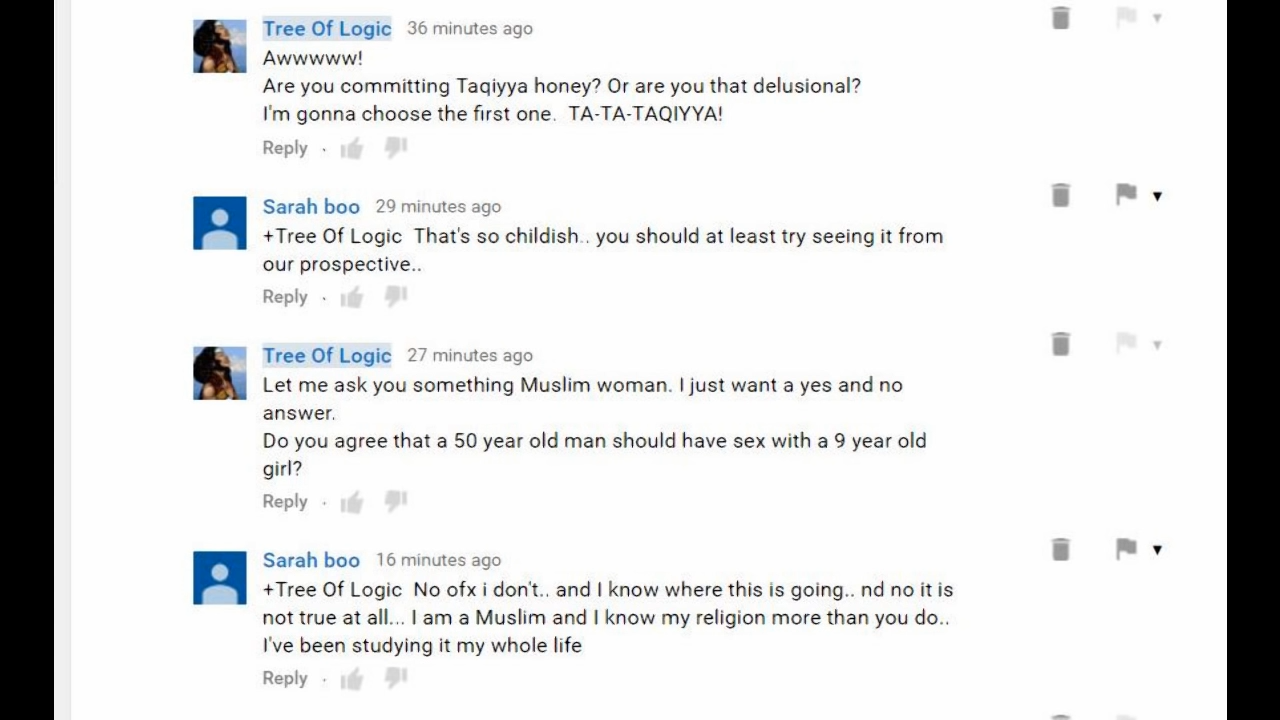 Tree Of Logic 36 minutes ago
Awwwww!
Are you committing Taqiyya honey? Or are you that delusional?
I'm gonna choose the first one. TA-TA-TAQIYYA!
Reply ·
Sarah boo 29 minutes ago
+Tree Of Logic That's so childish.. you should at least try seeing it from
our prospective..
Reply ·
Tree Of Logic 27 minutes ago
Let me ask you something Muslim woman. I just want a yes and no
answer.
Do you agree that a 50 year old man should have sex with a 9 year old
girl?
Reply ·
Sarah boo 16 minutes ago
+Tree Of Logic No ofx i don't.. and I know where this is going.. nd no it is
not true at all... I am a Muslim and I know my religion more than you do..
I've been studying it my whole life
Reply ·